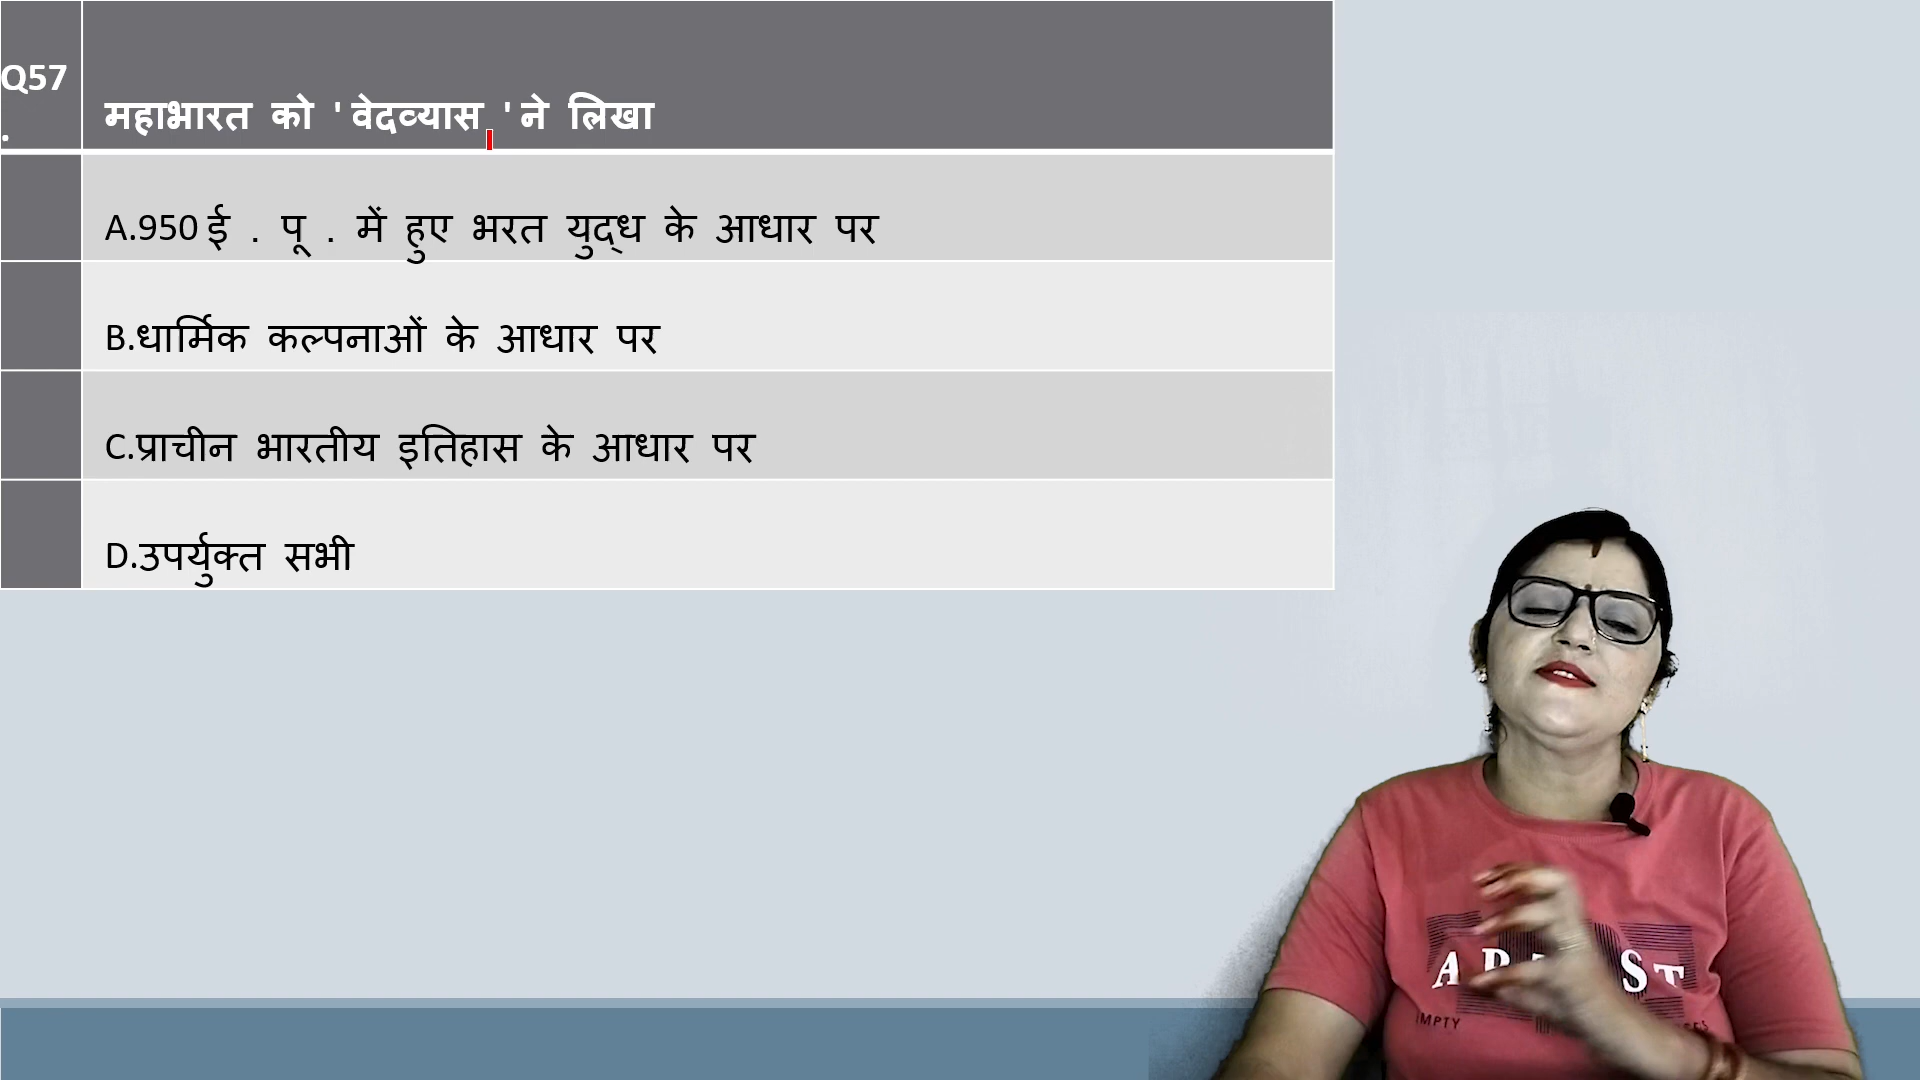 Q57
.
महाभारत को ' वेदव्यास ' ने लिखा
A.950 ई . पू . में हुए भरत युद्ध के आधार पर
B.धार्मिक कल्पनाओं के आधार पर
C.प्राचीन भारतीय इतिहास के आधार पर
D.उपर्युक्त सभी